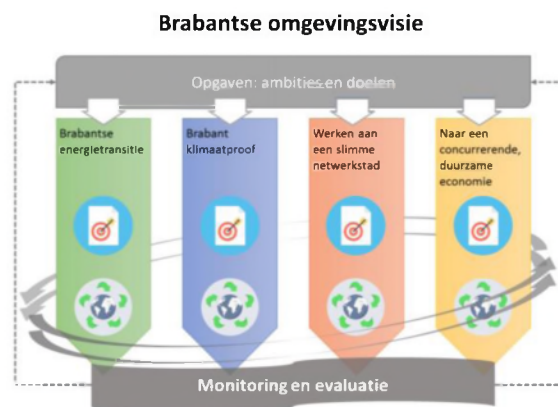 Brabantse omgevingsvisie
Opgaven: ambities en doelen
Brabantse
energietransitie
Brabant
klimaatproof
Werken aan
een slimme
netwerkstad
Naar een
concurrerende,
duurzame
economie
Monitoring en evaluatie